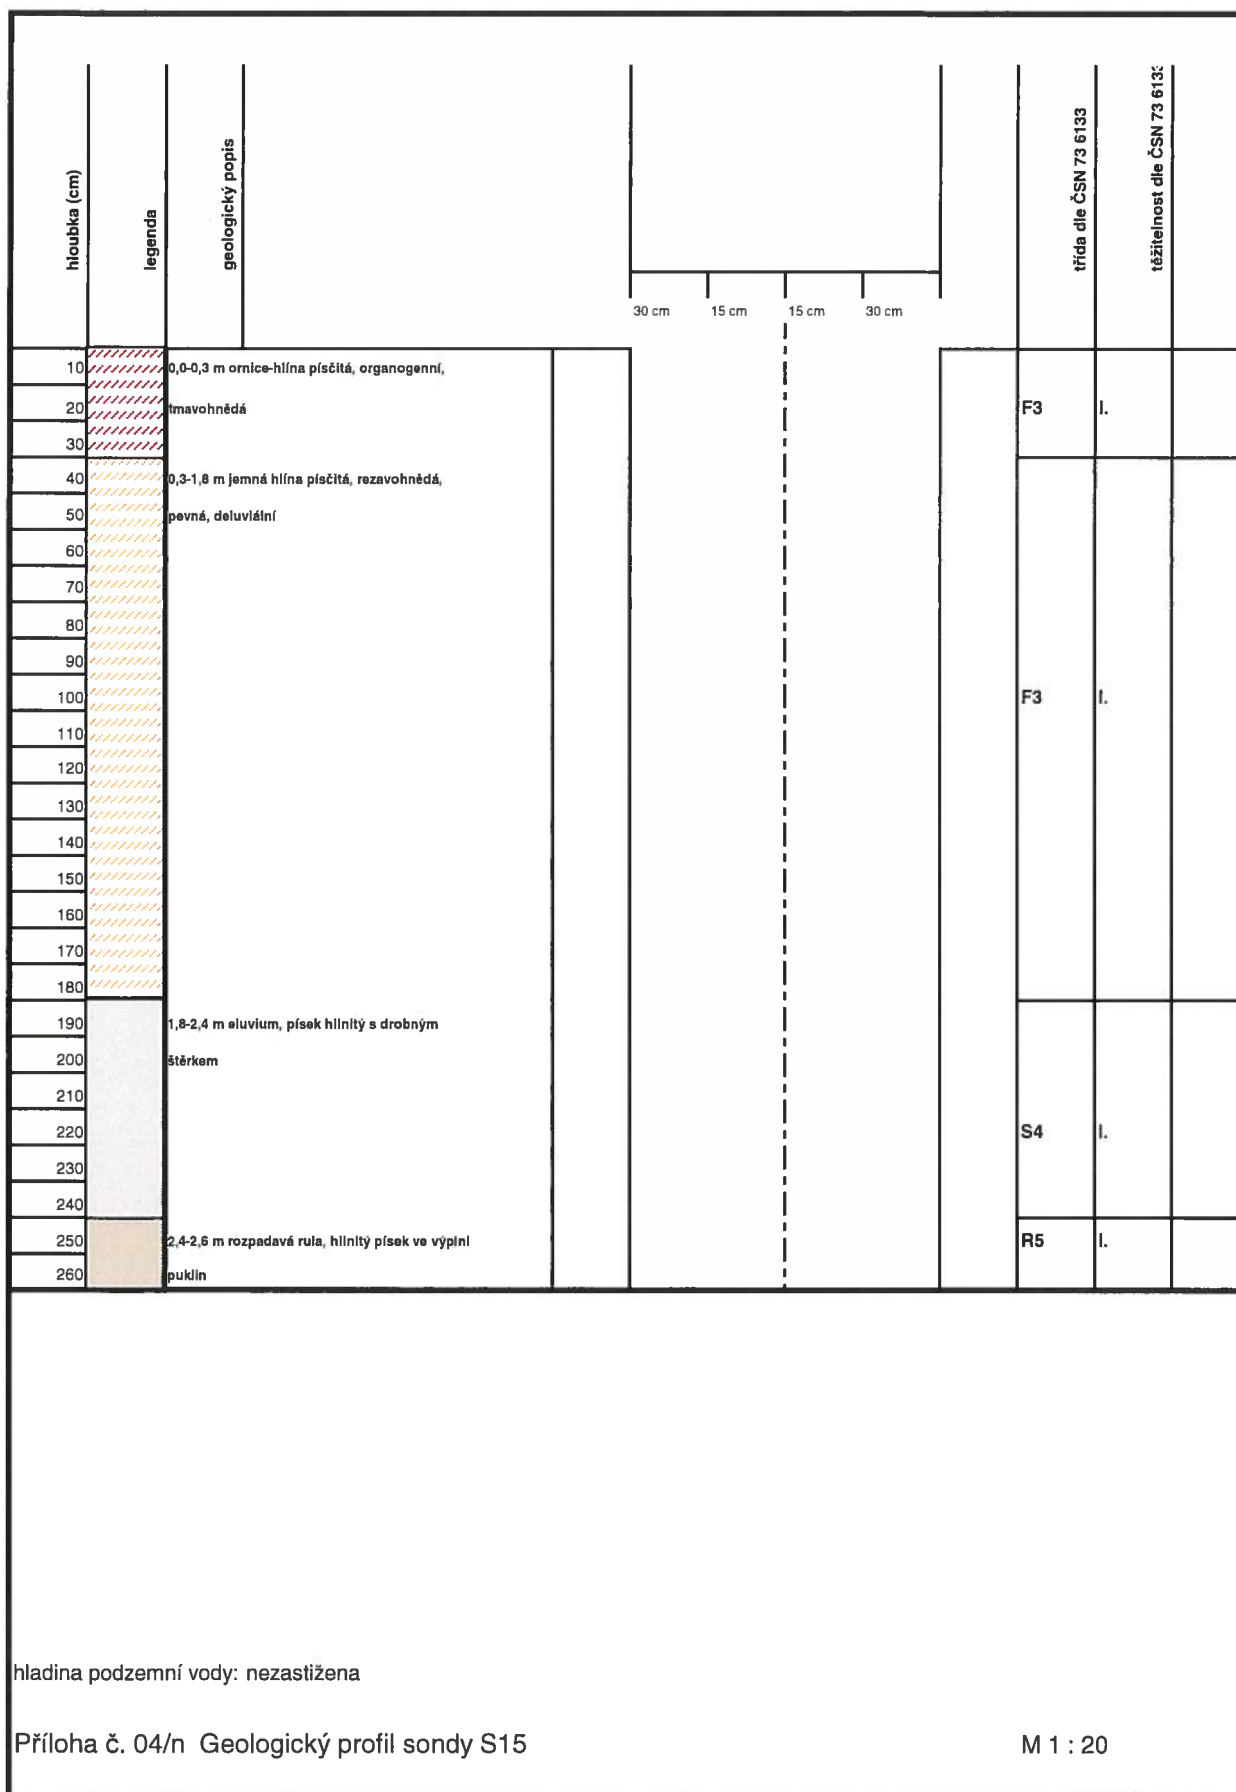 hloubka (cm)
legenda
geologický popis
třída dle ČSN 73 6133
těžitelnost dle ČSN 73 6133
30 cm 15 cm 15 cm 30 cm
10 0,0-0,3 m ornice-hlína písčitá, organogenní,
20 tmavohnědá F3 I.
30
40 0,3-1,8 m jemná hlína písčitá, rezavohnědá,
50 pevná, deluviální
60
70
80
90
100 F3 I.
110
120
130
140
150
160
170
180
190 1,8-2,4 m eluvium, písek hlinitý s drobným
200 štěrkem
210
220 S4 I.
230
240
250 2,4-2,6 m rozpadavá rula, hlinitý písek ve výplni R5 I.
260 puklin
hladina podzemní vody: nezastižena
Příloha č. 04/n Geologický profil sondy S15 M 1 : 20